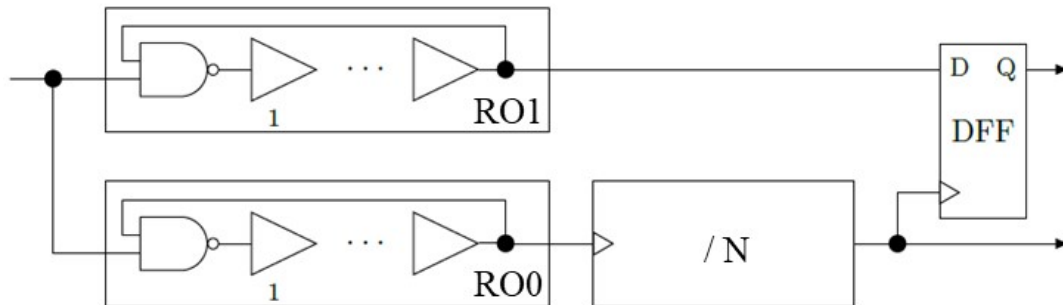 D Q
DFF
· · ·
1
RO1
· · ·
1
RO0
/ N